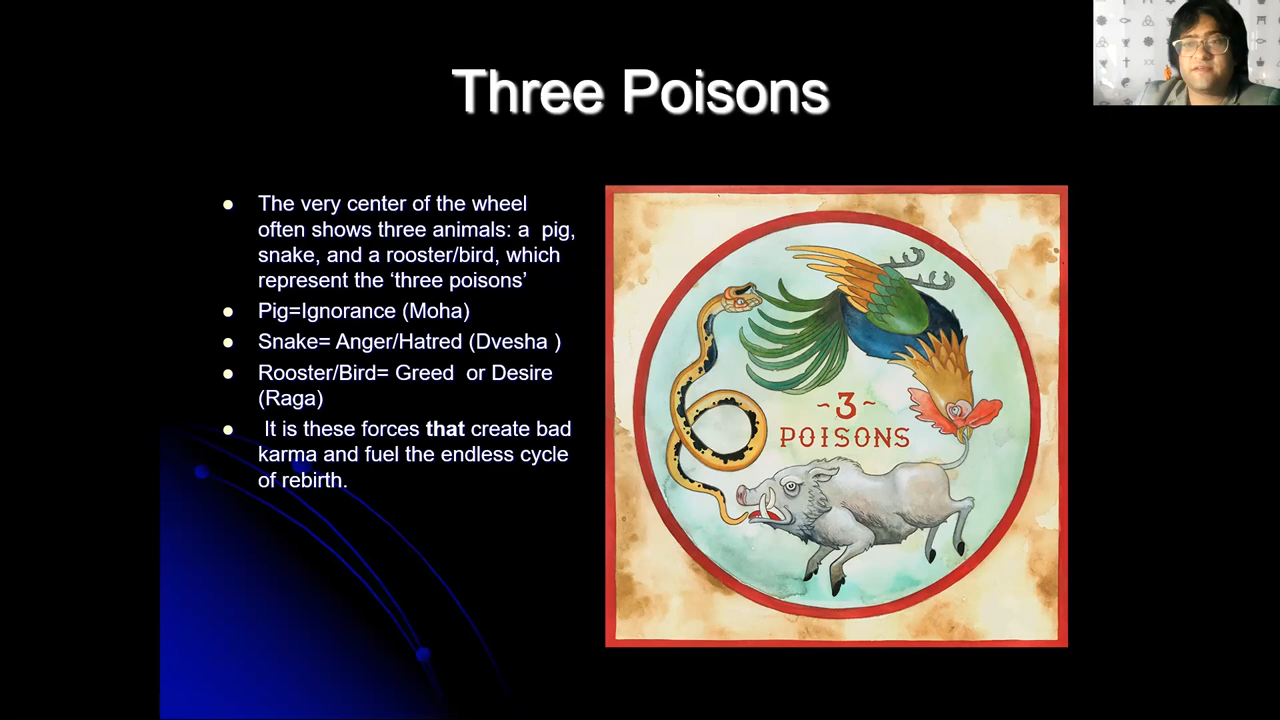 Three Poisons
The very center of the wheel
often shows three animals: a  pig,
snake, and a rooster/bird, which
represent the ‘three poisons’
Pig=Ignorance (Moha)
Snake= Anger/Hatred (Dvesha )
Rooster/Bird= Greed  or Desire
(Raga)
It is these forces that create bad
karma and fuel the endless cycle
of rebirth.
~3~
POISONS